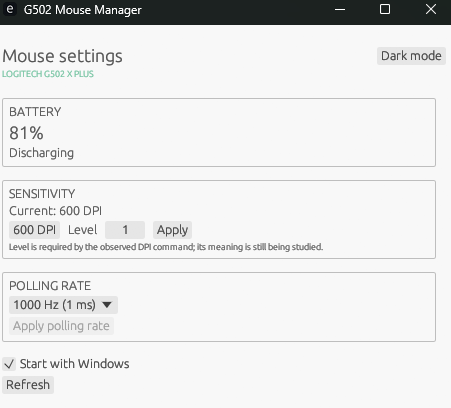 e G502 Mouse Manager
Mouse settings
Dark mode
LOGITECH G502 X PLUS
BATTERY
81%
Discharging
SENSITIVITY
Current: 600 DPI
600 DPI Level 1 Apply
Level is required by the observed DPI command; its meaning is still being studied.
POLLING RATE
1000 Hz (1 ms)
Apply polling rate
Start with Windows
Refresh